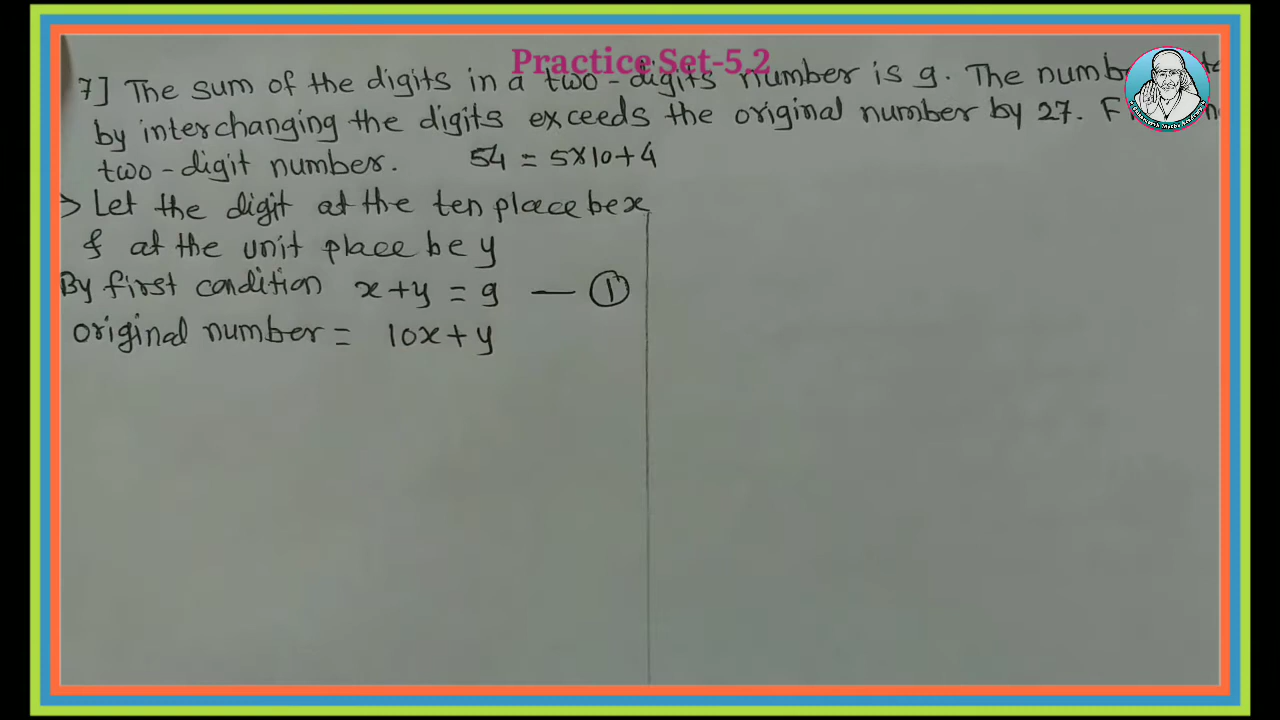 Practice Set-5.2
7] The sum of the digits in a two-digits number is 9. The
by interchanging the digits exceeds the original number by 27.
two-digit number. 54 = 5×10+4
> Let the digit at the ten place be x
& at the unit place be y
By first condition x+y = 9 — ①
original number = 10x+y